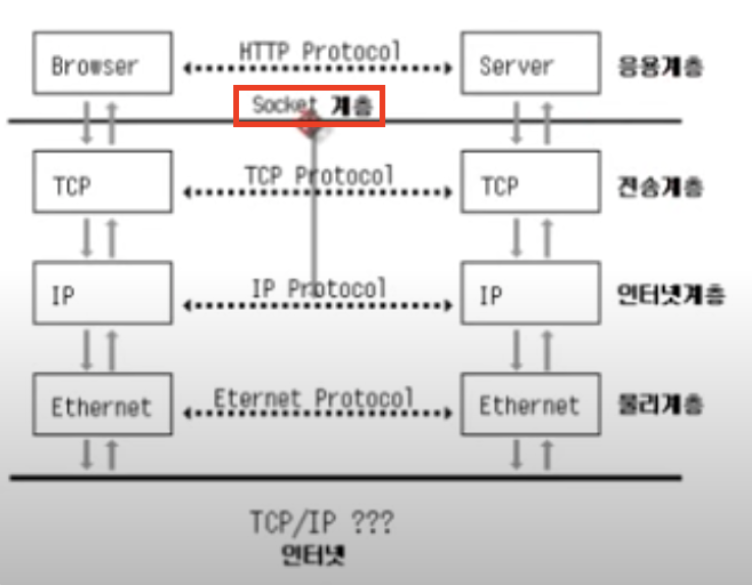 Browser HTTP Protocol Server 응용계층
Socket 계층
TCP TCP Protocol TCP 전송계층
IP IP Protocol IP 인터넷계층
Ethernet Eternet Protocol Ethernet 물리계층
TCP/IP ???
인터넷